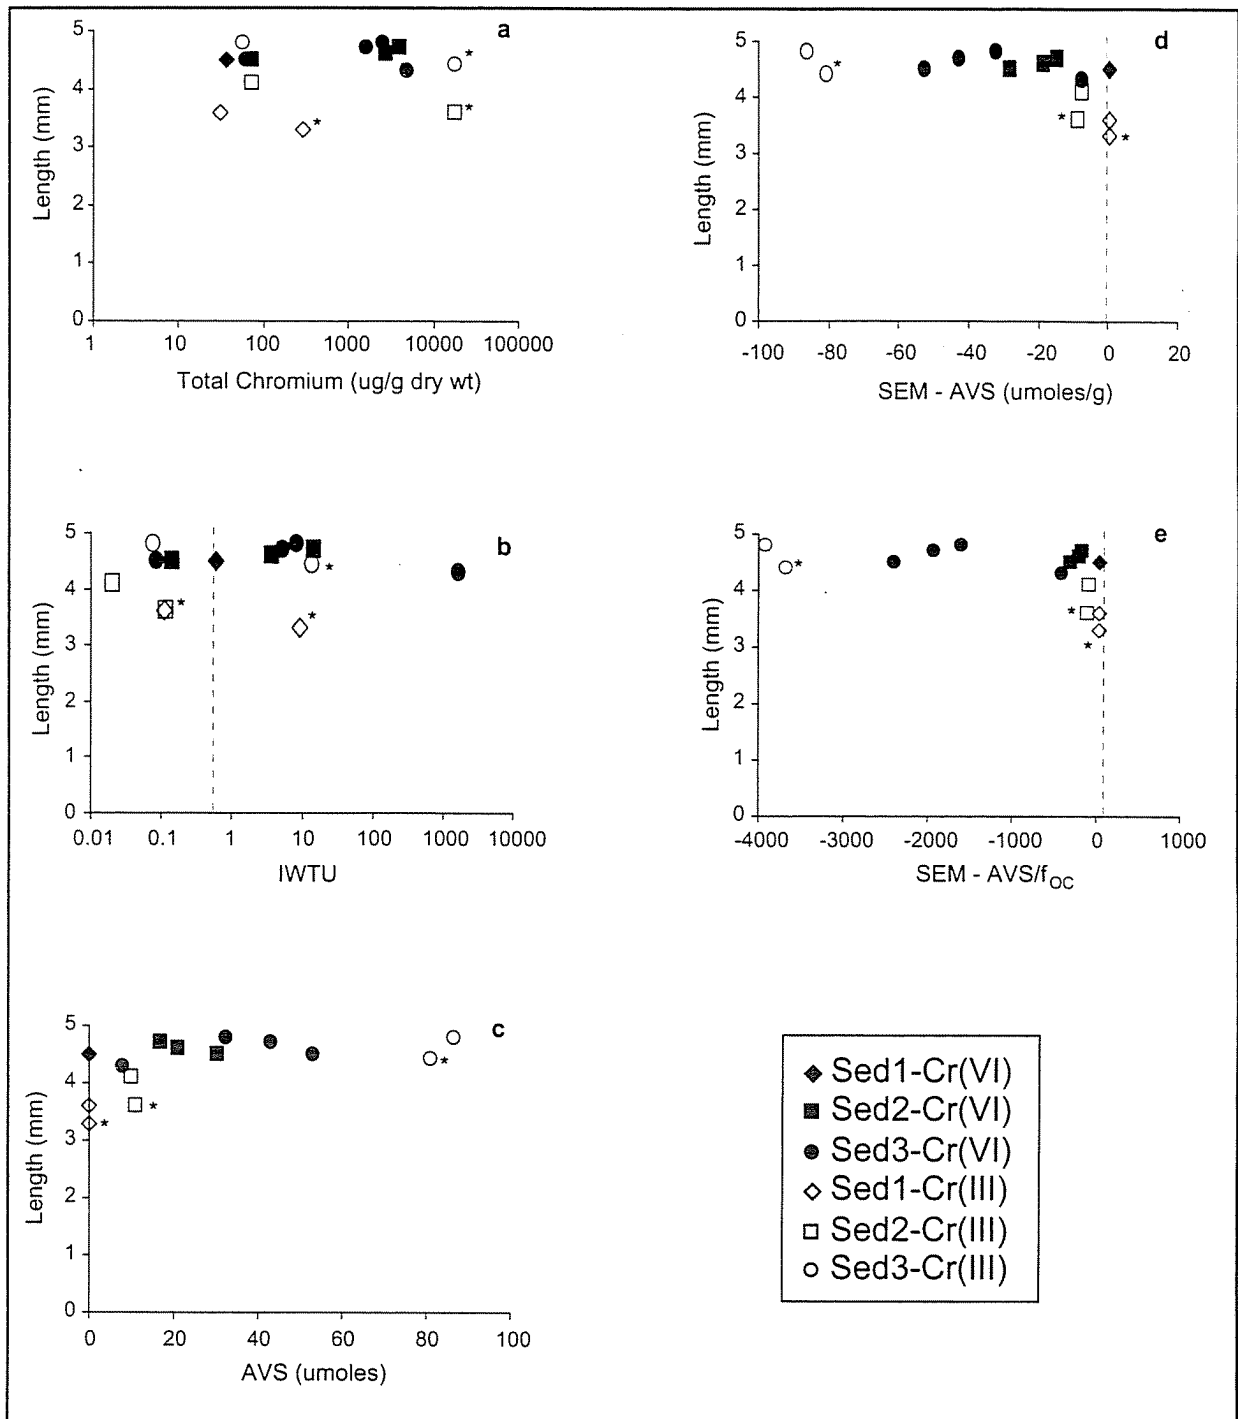 a
Length (mm)
5
4
3
2
1
0
1 10 100 1000 10000 100000
Total Chromium (ug/g dry wt)
* * *
b
Length (mm)
5
4
3
2
1
0
0.01 0.1 1 10 100 1000 10000
IWTU
* * *
c
Length (mm)
5
4
3
2
1
0
0 20 40 60 80 100
AVS (umoles)
* * *
d
Length (mm)
5
4
3
2
1
0
-100 -80 -60 -40 -20 0 20
SEM - AVS (umoles/g)
* * *
e
Length (mm)
5
4
3
2
1
0
-4000 -3000 -2000 -1000 0 1000
SEM - AVS/fOC
* * *
Sed1-Cr(VI)
Sed2-Cr(VI)
Sed3-Cr(VI)
Sed1-Cr(III)
Sed2-Cr(III)
Sed3-Cr(III)